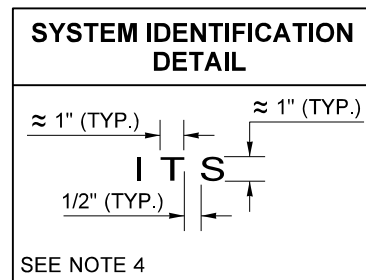 SYSTEM IDENTIFICATION
DETAIL
≈ 1" (TYP.)
≈ 1" (TYP.)
I T S
1/2" (TYP.)
SEE NOTE 4